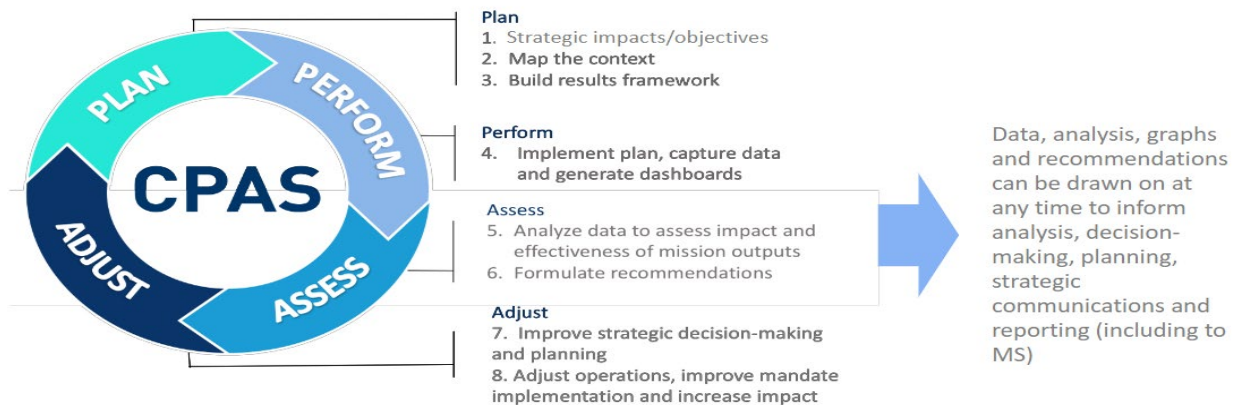 PLAN
PERFORM
ASSESS
ADJUST
CPAS
Plan
1. Strategic impacts/objectives
2. Map the context
3. Build results framework
Perform
4. Implement plan, capture data
and generate dashboards
Assess
5. Analyze data to assess impact and
effectiveness of mission outputs
6. Formulate recommendations
Adjust
7. Improve strategic decision-making
and planning
8. Adjust operations, improve mandate
implementation and increase impact
Data, analysis, graphs
and recommendations
can be drawn on at
any time to inform
analysis, decision-
making, planning,
strategic
communications and
reporting (including to
MS)